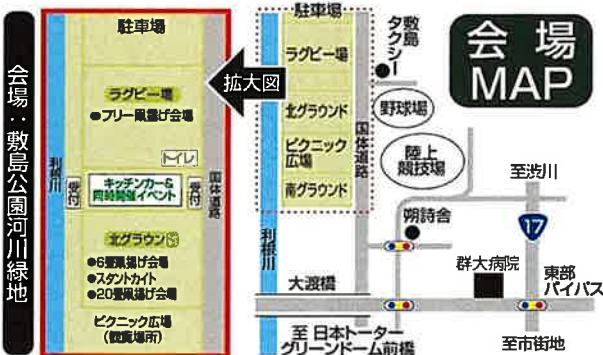 会場：敷島公園河川緑地
駐車場
ラグビー場
●フリー凧揚げ会場
トイレ
利根川
受付
キッチンカー&
同時開催イベント
受付
国体道路
北グラウンド
●6畳凧揚げ会場
●スタントカイト
●20畳凧揚げ会場
ピクニック広場
(観覧場所)
拡大図
駐車場
ラグビー場
北グラウンド
ピクニック
広場
南グラウンド
利根川
国体道路
敷島
タクシー
野球場
陸上
競技場
朔詩舎
会場
MAP
至渋川
17
群大病院
東部
バイパス
大渡橋
至 日本トーター
グリーンドーム前橋
至市街地